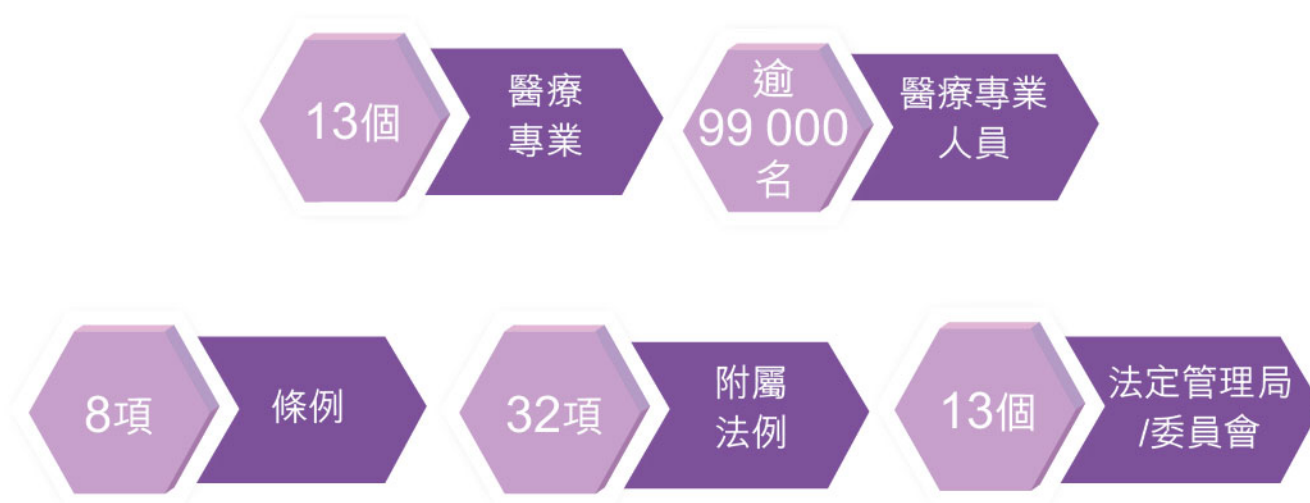 13個
醫療
專業
逾
99 000
名
醫療專業
人員
8項
條例
32項
附屬
法例
13個
法定管理局
/委員會